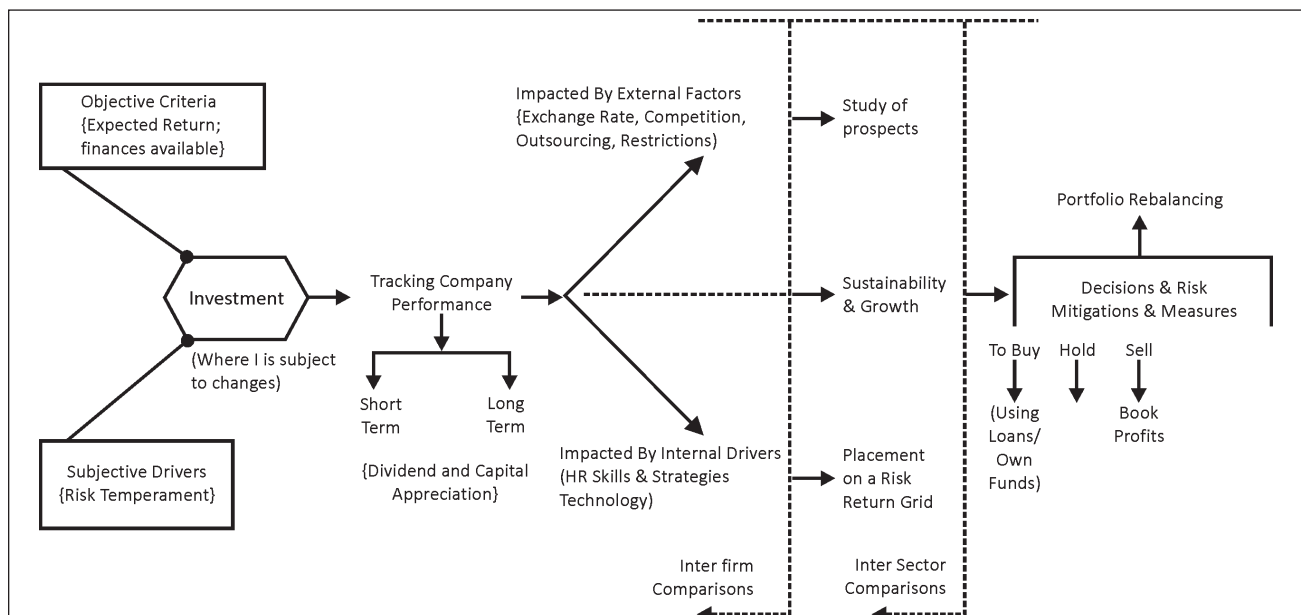 Objective Criteria
{Expected Return;
finances available}
Investment
(Where I is subject
to changes)
Subjective Drivers
{Risk Temperament}
Tracking Company
Performance
Short
Term
Long
Term
{Dividend and Capital
Appreciation}
Impacted By External Factors
{Exchange Rate, Competition,
Outsourcing, Restrictions)
Impacted By Internal Drivers
(HR Skills & Strategies
Technology)
Inter firm
Comparisons
Study of
prospects
Sustainability
& Growth
Placement
on a Risk
Return Grid
Inter Sector
Comparisons
Portfolio Rebalancing
Decisions & Risk
Mitigations & Measures
To Buy
Hold
Sell
(Using
Loans/
Own
Funds)
Book
Profits